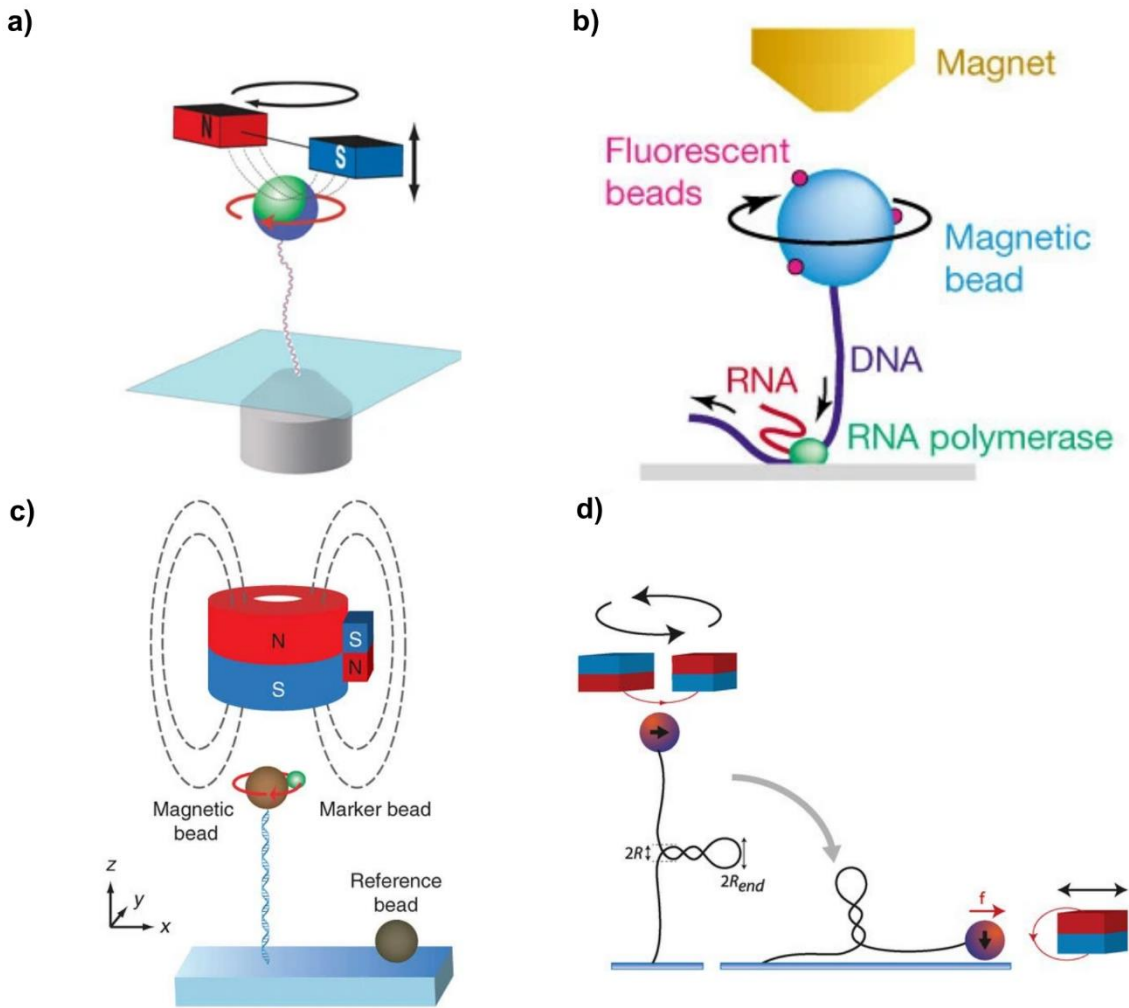 a)
N
S
b)
Magnet
Fluorescent
beads
Magnetic
bead
DNA
RNA
RNA polymerase
c)
N
S
S
N
Magnetic
bead
Marker bead
Reference
bead
z
y
x
d)
2R
2Rend
f